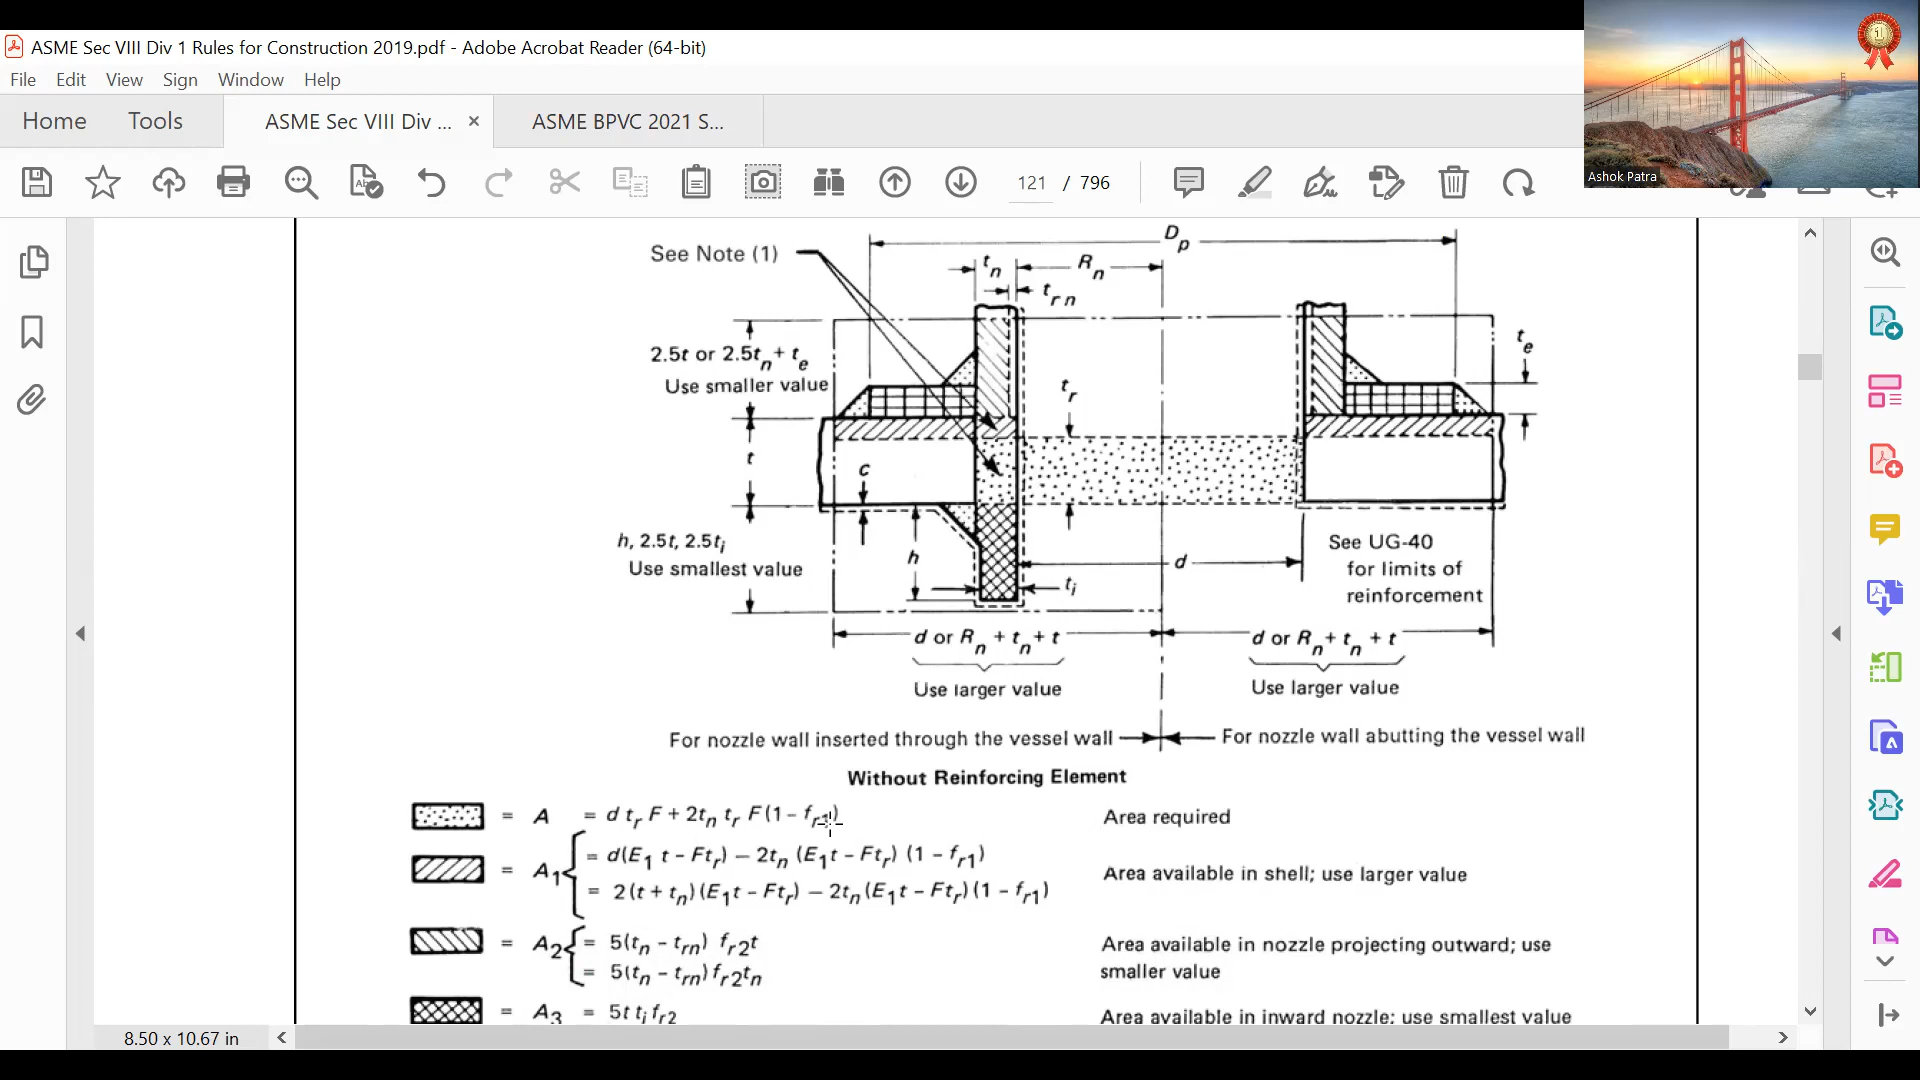 ASME Sec VIII Div 1 Rules for Construction 2019.pdf - Adobe Acrobat Reader (64-bit)
File Edit View Sign Window Help
Home Tools ASME Sec VIII Div ... × ASME BPVC 2021 S...
121 / 796
1
Ashok Patra
See Note (1)
Dp
tn
Rn
trn
2.5t or 2.5tn + te
Use smaller value
te
tr
t
c
h, 2.5t, 2.5ti
Use smallest value
h
d
ti
See UG-40
for limits of
reinforcement
d or Rn + tn + t
d or Rn + tn + t
Use larger value
Use larger value
For nozzle wall inserted through the vessel wall
For nozzle wall abutting the vessel wall
Without Reinforcing Element
= A = d tr F + 2tn tr F(1 - fr1) Area required
= A1 = d(E1 t - Ftr) - 2tn (E1t - Ftr) (1 - fr1)
= 2(t + tn)(E1t - Ftr) - 2tn(E1t - Ftr)(1 - fr1)
Area available in shell; use larger value
= A2 = 5(tn - trn) fr2t
= 5(tn - trn)fr2tn
Area available in nozzle projecting outward; use
smaller value
= A3 = 5t ti fr2 Area available in inward nozzle; use smallest value
8.50 x 10.67 in